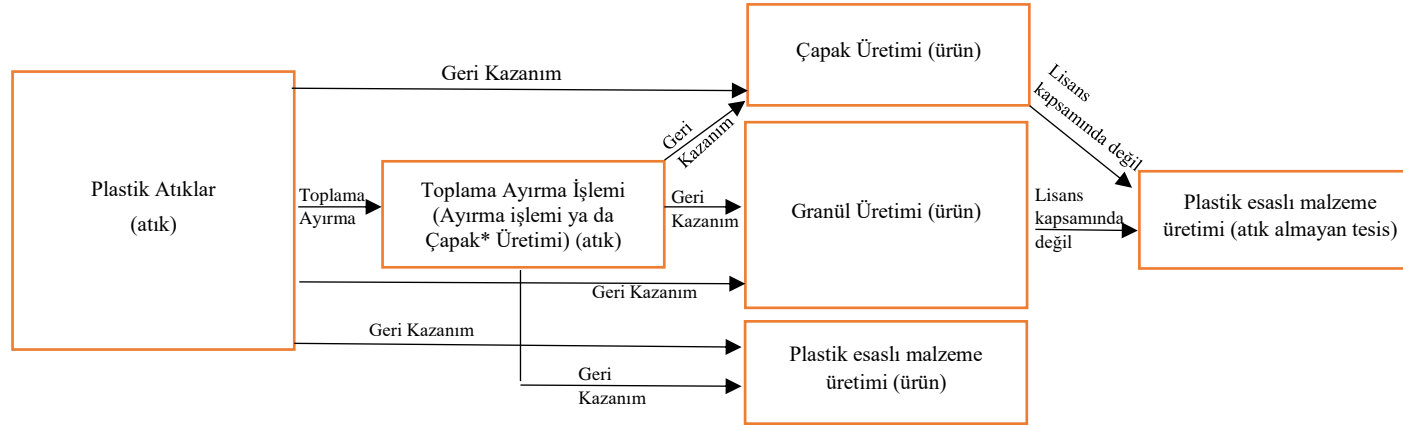 Plastik Atıklar
(atık)
Geri Kazanım
Toplama
Ayırma
Toplama Ayırma İşlemi
(Ayırma işlemi ya da
Çapak* Üretimi) (atık)
Geri
Kazanım
Geri
Kazanım
Geri Kazanım
Geri Kazanım
Geri
Kazanım
Çapak Üretimi (ürün)
Granül Üretimi (ürün)
Plastik esaslı malzeme
üretimi (ürün)
Lisans
kapsamında değil
Lisans
kapsamında
değil
Plastik esaslı malzeme
üretimi (atık almayan tesis)